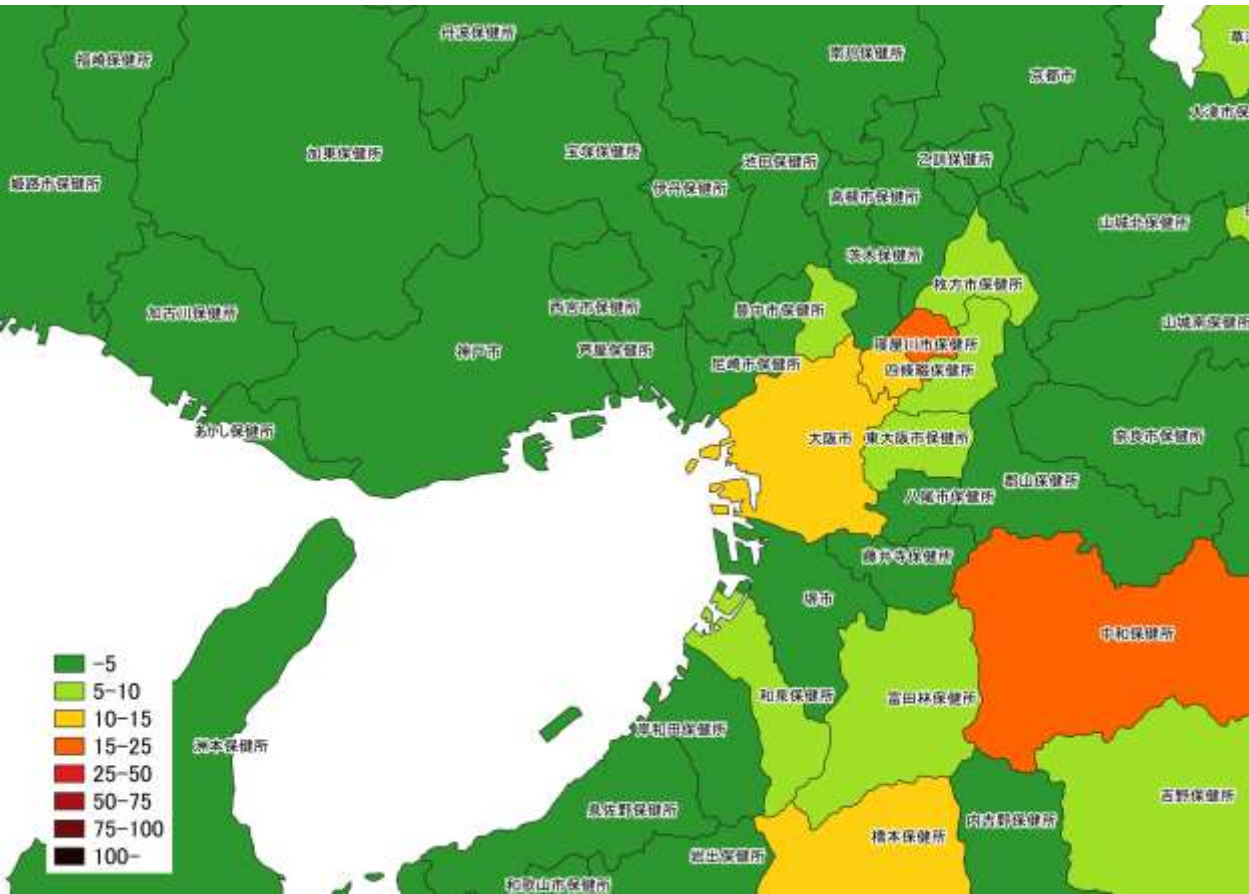 丹波保健所
南丹保健所
草津
福崎保健所
京都市
大津市保
加東保健所
宝塚保健所
池田保健所
乙訓保健所
姫路市保健所
伊丹保健所
高槻市保健所
山城北保健所
茨木保健所
枚方市保健所
加古川保健所
西宮市保健所
豊中市保健所
山城南保健所
神戸市
芦屋保健所
尼崎市保健所
寝屋川市保健所
四條畷保健所
あかし保健所
大阪市
東大阪市保健所
奈良市保健所
郡山保健所
八尾市保健所
藤井寺保健所
堺市
中和保健所
和泉保健所
富田林保健所
岸和田保健所
洲本保健所
吉野保健所
泉佐野保健所
内吉野保健所
橋本保健所
岩出保健所
和歌山市保健所
-5
5-10
10-15
15-25
25-50
50-75
75-100
100-